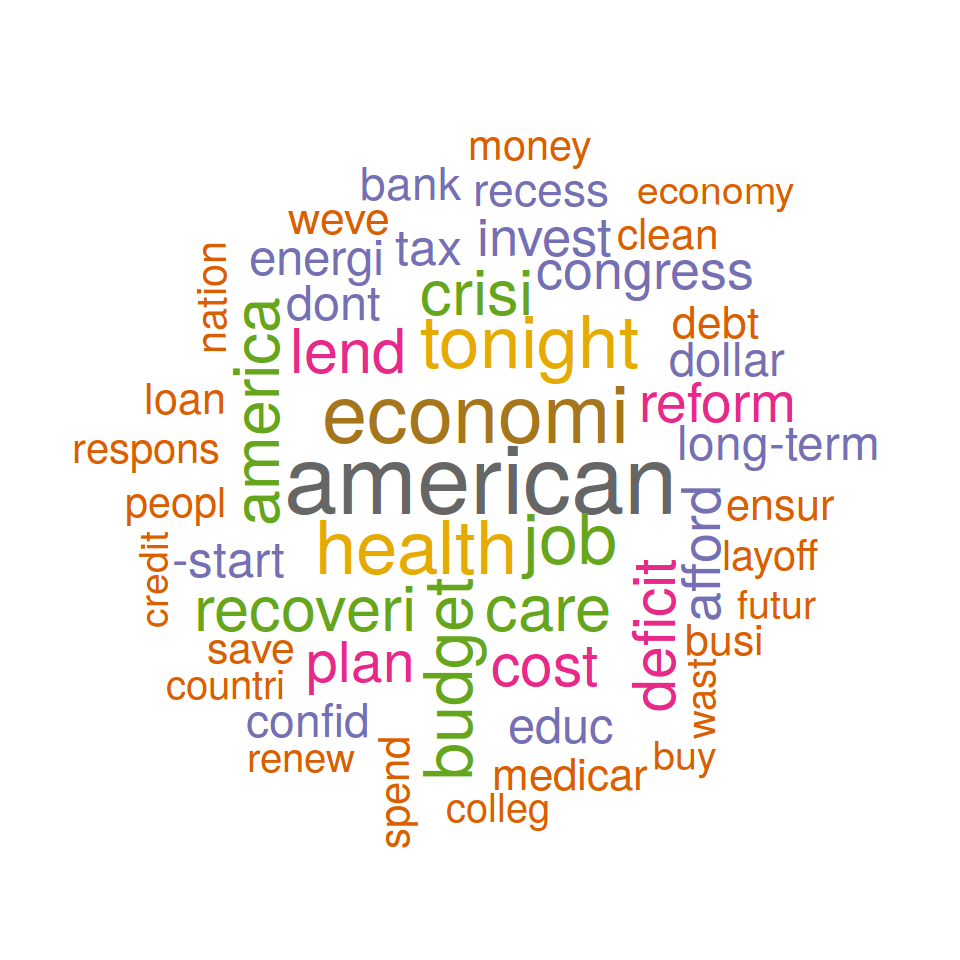 money
bank recess economy
weve
energi tax invest clean
nation
dont crisi congress
america
lend tonight debt
dollar
loan economi reform
respons long-term
american
peopl afford ensur
credit -start health job layoff
recoveri budget care deficit futur
save plan cost busi
countri wast
confid educ
renew spend medicar buy
colleg